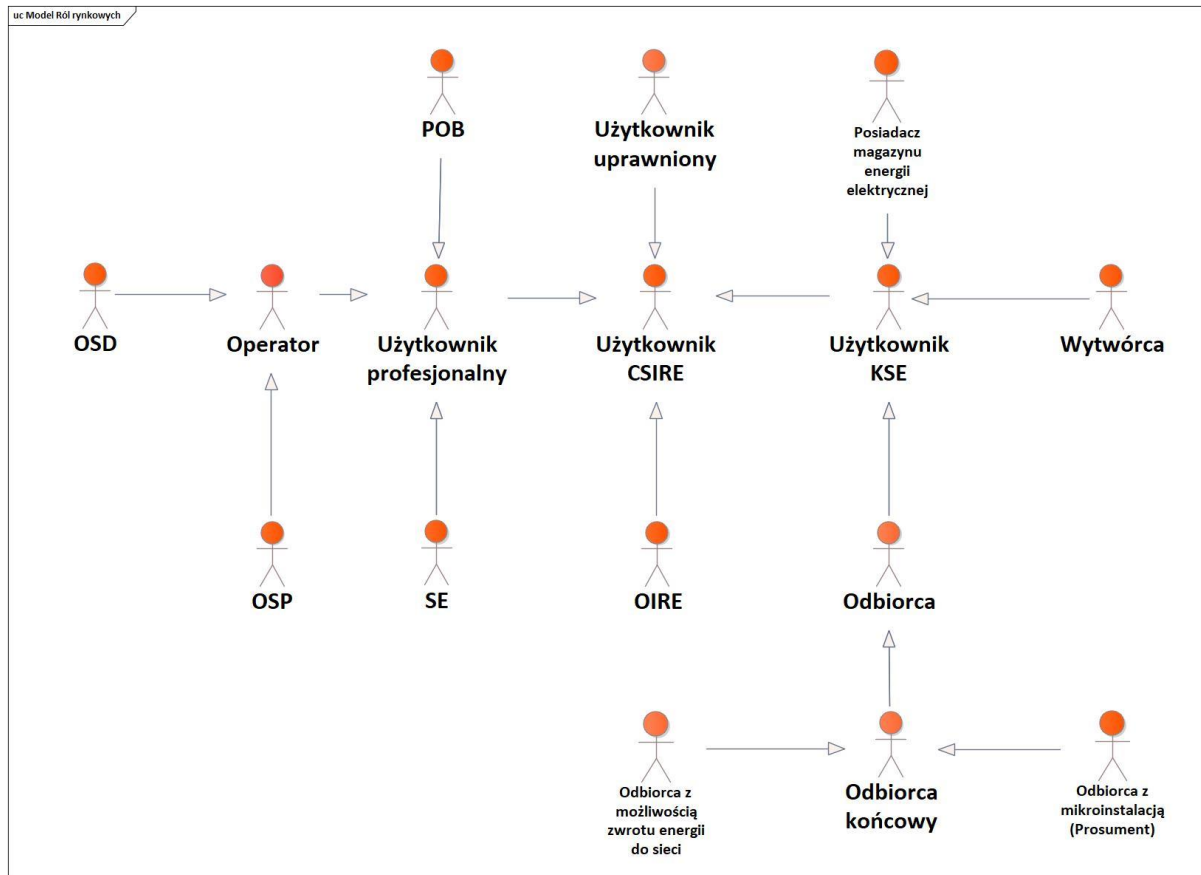 uc Model Ról rynkowych
POB
Użytkownik
uprawniony
Posiadacz
magazynu
energii
elektrycznej
OSD
Operator
Użytkownik
profesjonalny
Użytkownik
CSIRE
Użytkownik
KSE
Wytwórca
OSP
SE
OIRE
Odbiorca
Odbiorca z
możliwością
zwrotu energii
do sieci
Odbiorca
końcowy
Odbiorca z
mikroinstalacją
(Prosument)